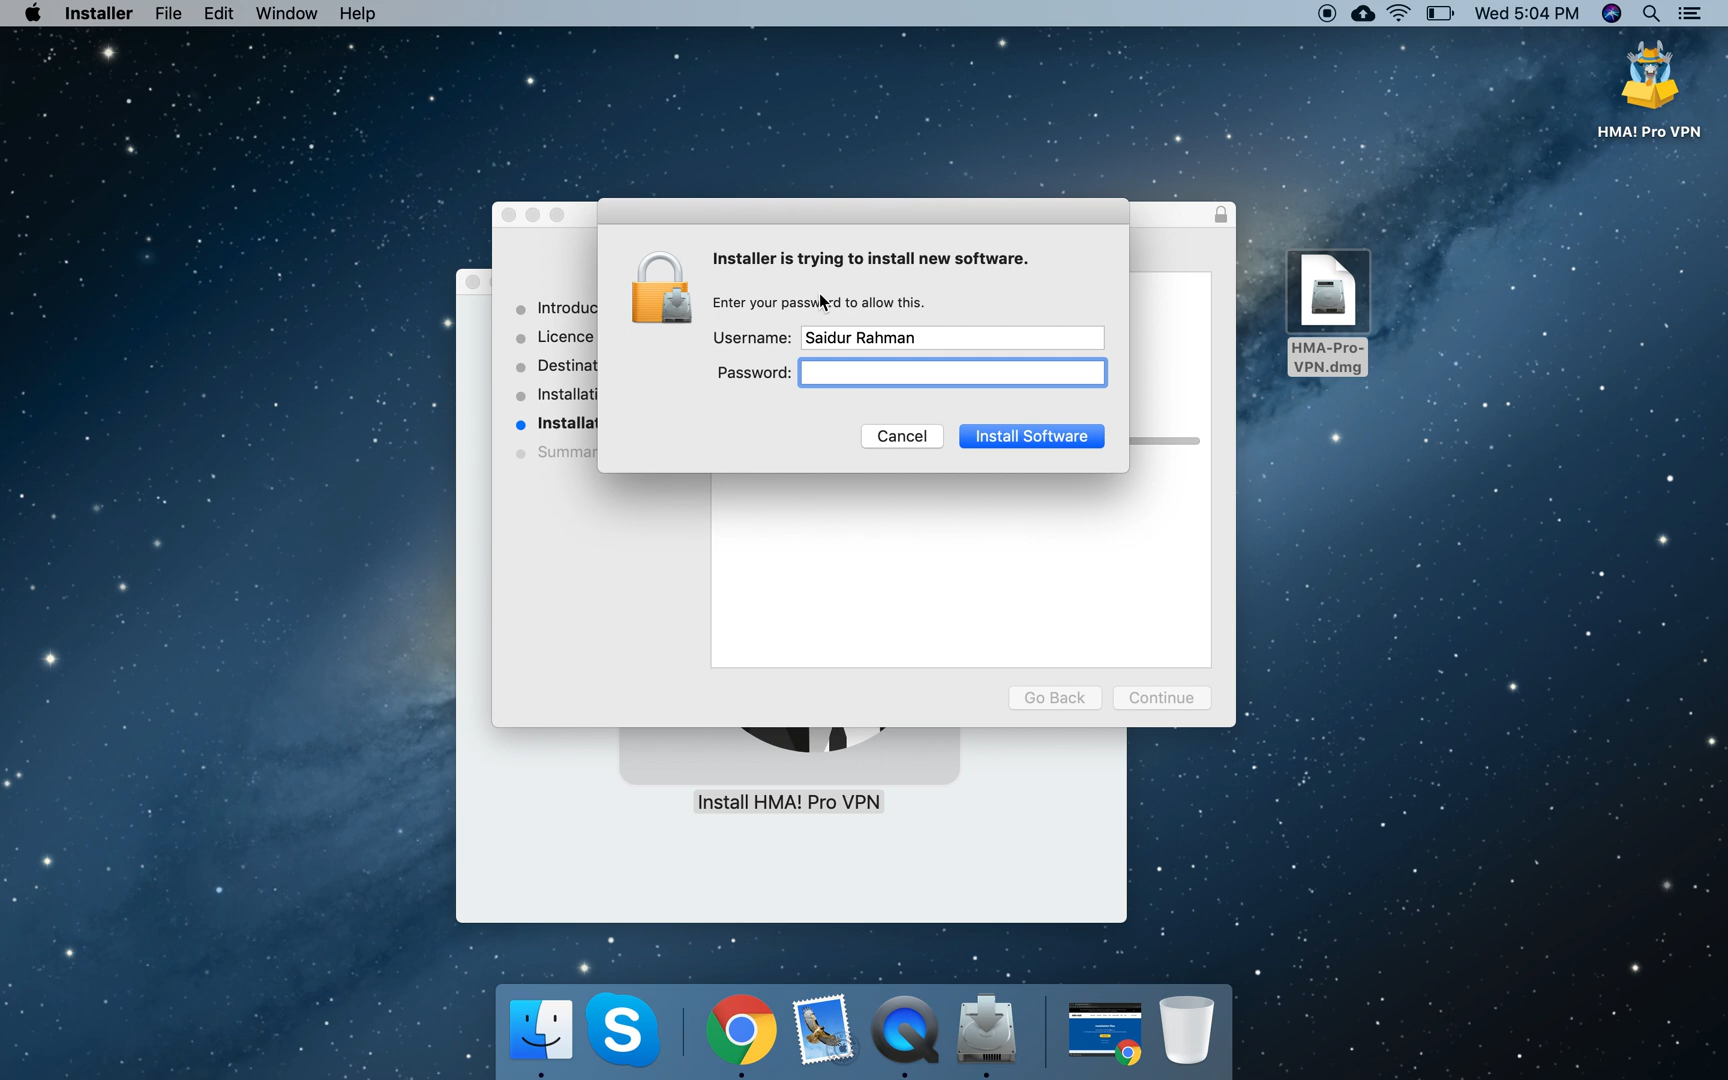 Installer File Edit Window Help
Wed 5:04 PM
HMA! Pro VPN
Installer is trying to install new software.
Enter your password to allow this.
Username: Saidur Rahman
Password:
Cancel
Install Software
Introduc
Licence
Destinat
Installati
Installat
Summar
HMA-Pro-
VPN.dmg
Go Back
Continue
Install HMA! Pro VPN